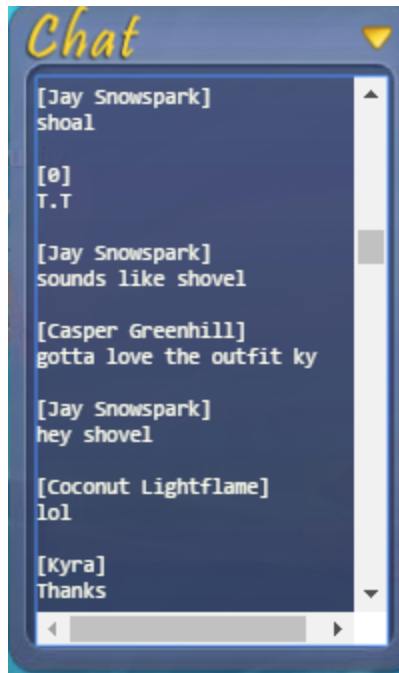 Chat
[Jay Snowspark]
shoal
[0]
T.T
[Jay Snowspark]
sounds like shovel
[Casper Greenhill]
gotta love the outfit ky
[Jay Snowspark]
hey shovel
[Coconut Lightflame]
lol
[Kyra]
Thanks